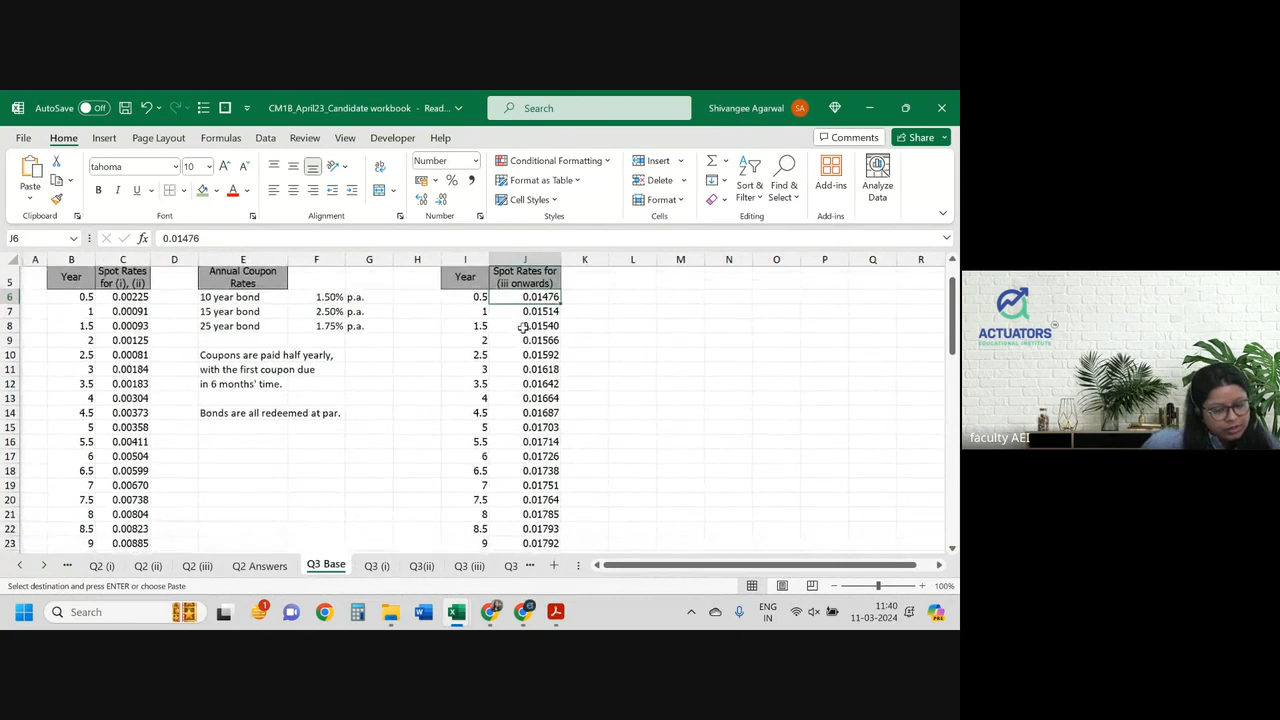 AutoSave Off CM1B_April23_Candidate workbook - Read... Search Shivangee Agarwal SA
File Home Insert Page Layout Formulas Data Review View Developer Help Comments Share
Paste tahoma 10 Number Conditional Formatting Insert Sort & Filter Find & Select Add-ins Analyze Data
Format as Table Delete
Cell Styles Format
Clipboard Font Alignment Number Styles Cells Editing Add-ins
J6 fx 0.01476
A B C D E F G H I J K L M N O P Q R
5 Year Spot Rates for (i), (ii) Annual Coupon Rates Year Spot Rates for (iii onwards)
6 0.5 0.00225 10 year bond 1.50% p.a. 0.5 0.01476
7 1 0.00091 15 year bond 2.50% p.a. 1 0.01514
8 1.5 0.00093 25 year bond 1.75% p.a. 1.5 0.01540
9 2 0.00125 2 0.01566
10 2.5 0.00081 Coupons are paid half yearly, 2.5 0.01592
11 3 0.00184 with the first coupon due 3 0.01618
12 3.5 0.00183 in 6 months' time. 3.5 0.01642
13 4 0.00304 4 0.01664
14 4.5 0.00373 Bonds are all redeemed at par. 4.5 0.01687
15 5 0.00358 5 0.01703
16 5.5 0.00411 5.5 0.01714
17 6 0.00504 6 0.01726
18 6.5 0.00599 6.5 0.01738
19 7 0.00670 7 0.01751
20 7.5 0.00738 7.5 0.01764
21 8 0.00804 8 0.01785
22 8.5 0.00823 8.5 0.01793
23 9 0.00885 9 0.01792
Q2 (i) Q2 (ii) Q2 (iii) Q2 Answers Q3 Base Q3 (i) Q3(ii) Q3 (iii) Q3
Select destination and press ENTER or choose Paste 100%
Search 1 ENG IN 11:40 11-03-2024
ACTUATORS
EDUCATIONAL INSTITUTE
faculty AEI